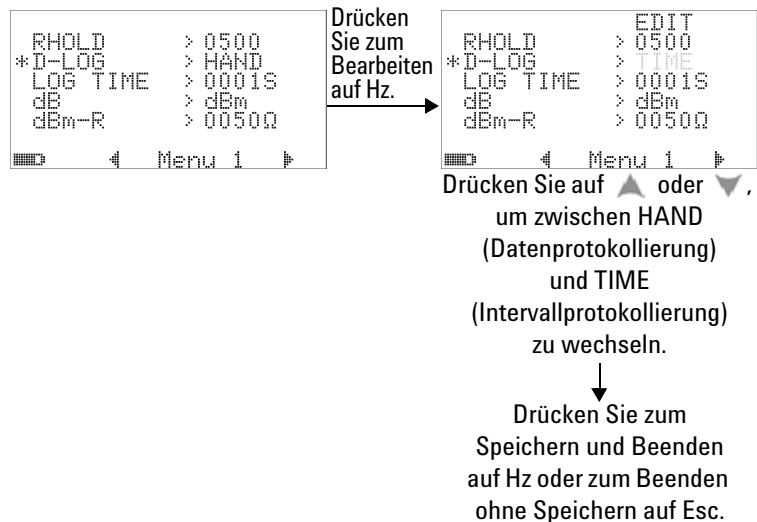 RHOLD > 0500
*D-LOG > HAND
LOG TIME > 0001S
dB > dBm
dBm-R > 0050Ω
Menu 1
Drücken
Sie zum
Bearbeiten
auf Hz.
EDIT
RHOLD > 0500
*D-LOG > TIME
LOG TIME > 0001S
dB > dBm
dBm-R > 0050Ω
Menu 1
Drücken Sie auf ▲ oder ▼,
um zwischen HAND
(Datenprotokollierung)
und TIME
(Intervallprotokollierung)
zu wechseln.
Drücken Sie zum
Speichern und Beenden
auf Hz oder zum Beenden
ohne Speichern auf Esc.